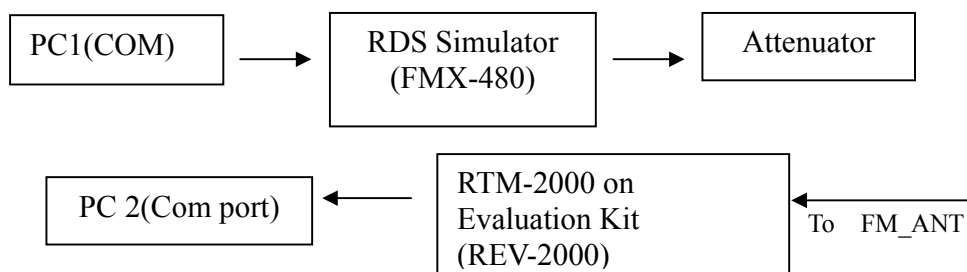 PC1(COM)
RDS Simulator
(FMX-480)
Attenuator
PC 2(Com port)
RTM-2000 on
Evaluation Kit
(REV-2000)
To FM_ANT